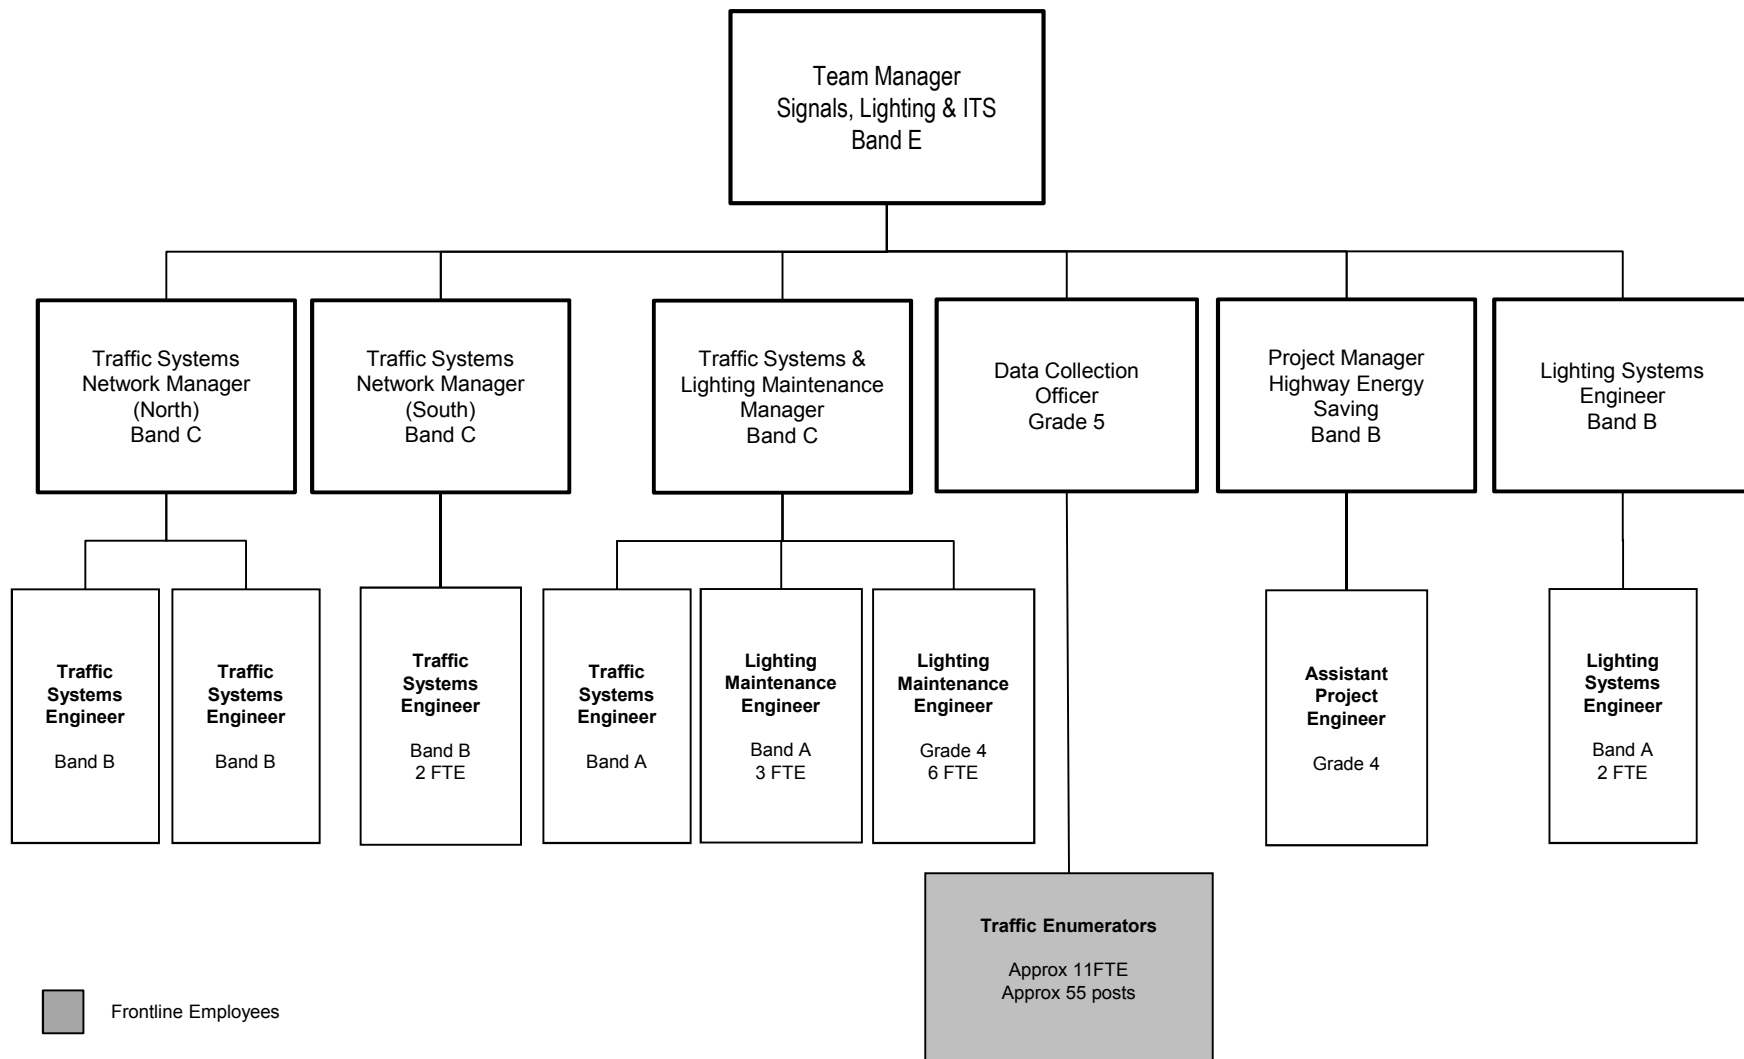 Team Manager
Signals, Lighting & ITS
Band E
Traffic Systems
Network Manager
(North)
Band C
Traffic Systems
Network Manager
(South)
Band C
Traffic Systems &
Lighting Maintenance
Manager
Band C
Data Collection
Officer
Grade 5
Project Manager
Highway Energy
Saving
Band B
Lighting Systems
Engineer
Band B
Traffic
Systems
Engineer
Band B
Traffic
Systems
Engineer
Band B
Traffic
Systems
Engineer
Band B
2 FTE
Traffic
Systems
Engineer
Band A
Lighting
Maintenance
Engineer
Band A
3 FTE
Lighting
Maintenance
Engineer
Grade 4
6 FTE
Assistant
Project
Engineer
Grade 4
Lighting
Systems
Engineer
Band A
2 FTE
Traffic Enumerators
Approx 11FTE
Approx 55 posts
Frontline Employees